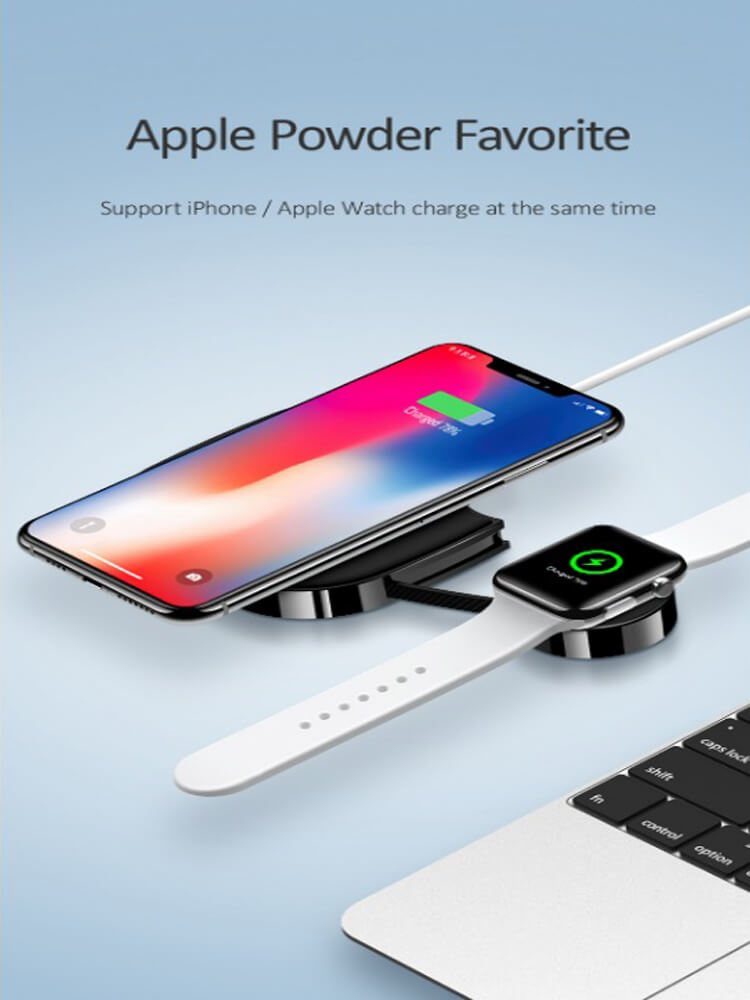 Apple Powder Favorite
Support iPhone / Apple Watch charge at the same time
Charged 78%
caps lock
shift
fn
control
option